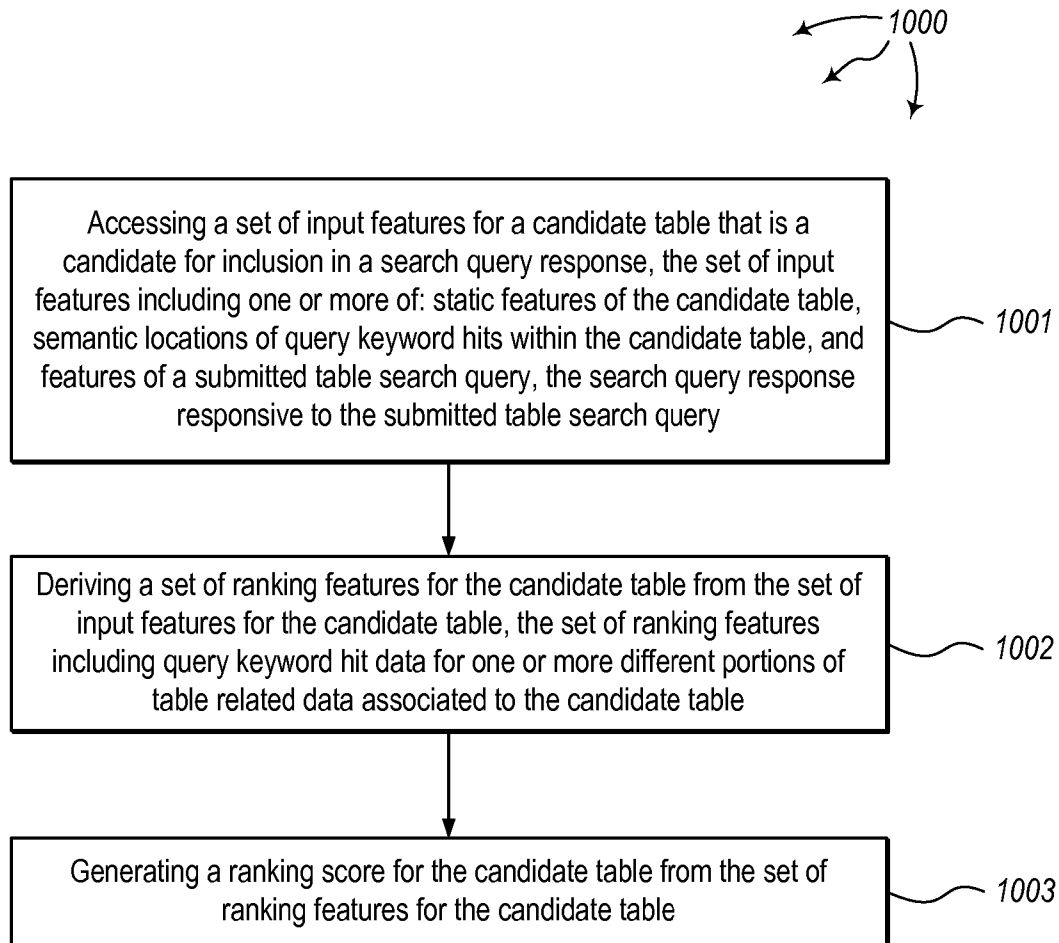 1000
Accessing a set of input features for a candidate table that is a
candidate for inclusion in a search query response, the set of input
features including one or more of: static features of the candidate table,
semantic locations of query keyword hits within the candidate table, and
features of a submitted table search query, the search query response
responsive to the submitted table search query
1001
Deriving a set of ranking features for the candidate table from the set of
input features for the candidate table, the set of ranking features
including query keyword hit data for one or more different portions of
table related data associated to the candidate table
1002
Generating a ranking score for the candidate table from the set of
ranking features for the candidate table
1003